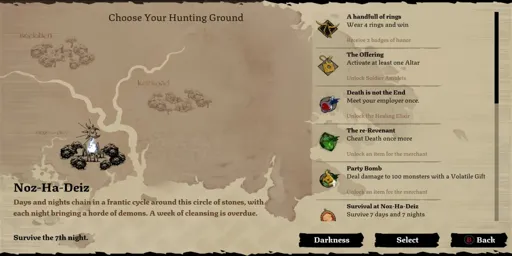 Choose Your Hunting Ground
Noz-Ha-Deiz
Days and nights chain in a frantic cycle around this circle of stones, with
each night bringing a horde of demons. A week of cleansing is overdue.
Survive the 7th night.
A handfull of rings
Wear 2 rings and win
The Offering
Activate at least one Altar
Death is not the End
Meet your employer once
Unlock the Healing Elixir
The re-Revenant
Cheat Death once more
Unlock an item for the merchant
Party Bomb
Deal damage to 100 monsters with a Volatile Gift
Unlock an item for the merchant
Survival at Noz-Ha-Deiz
Survive 7 days and 7 nights
Darkness
Select
B Back